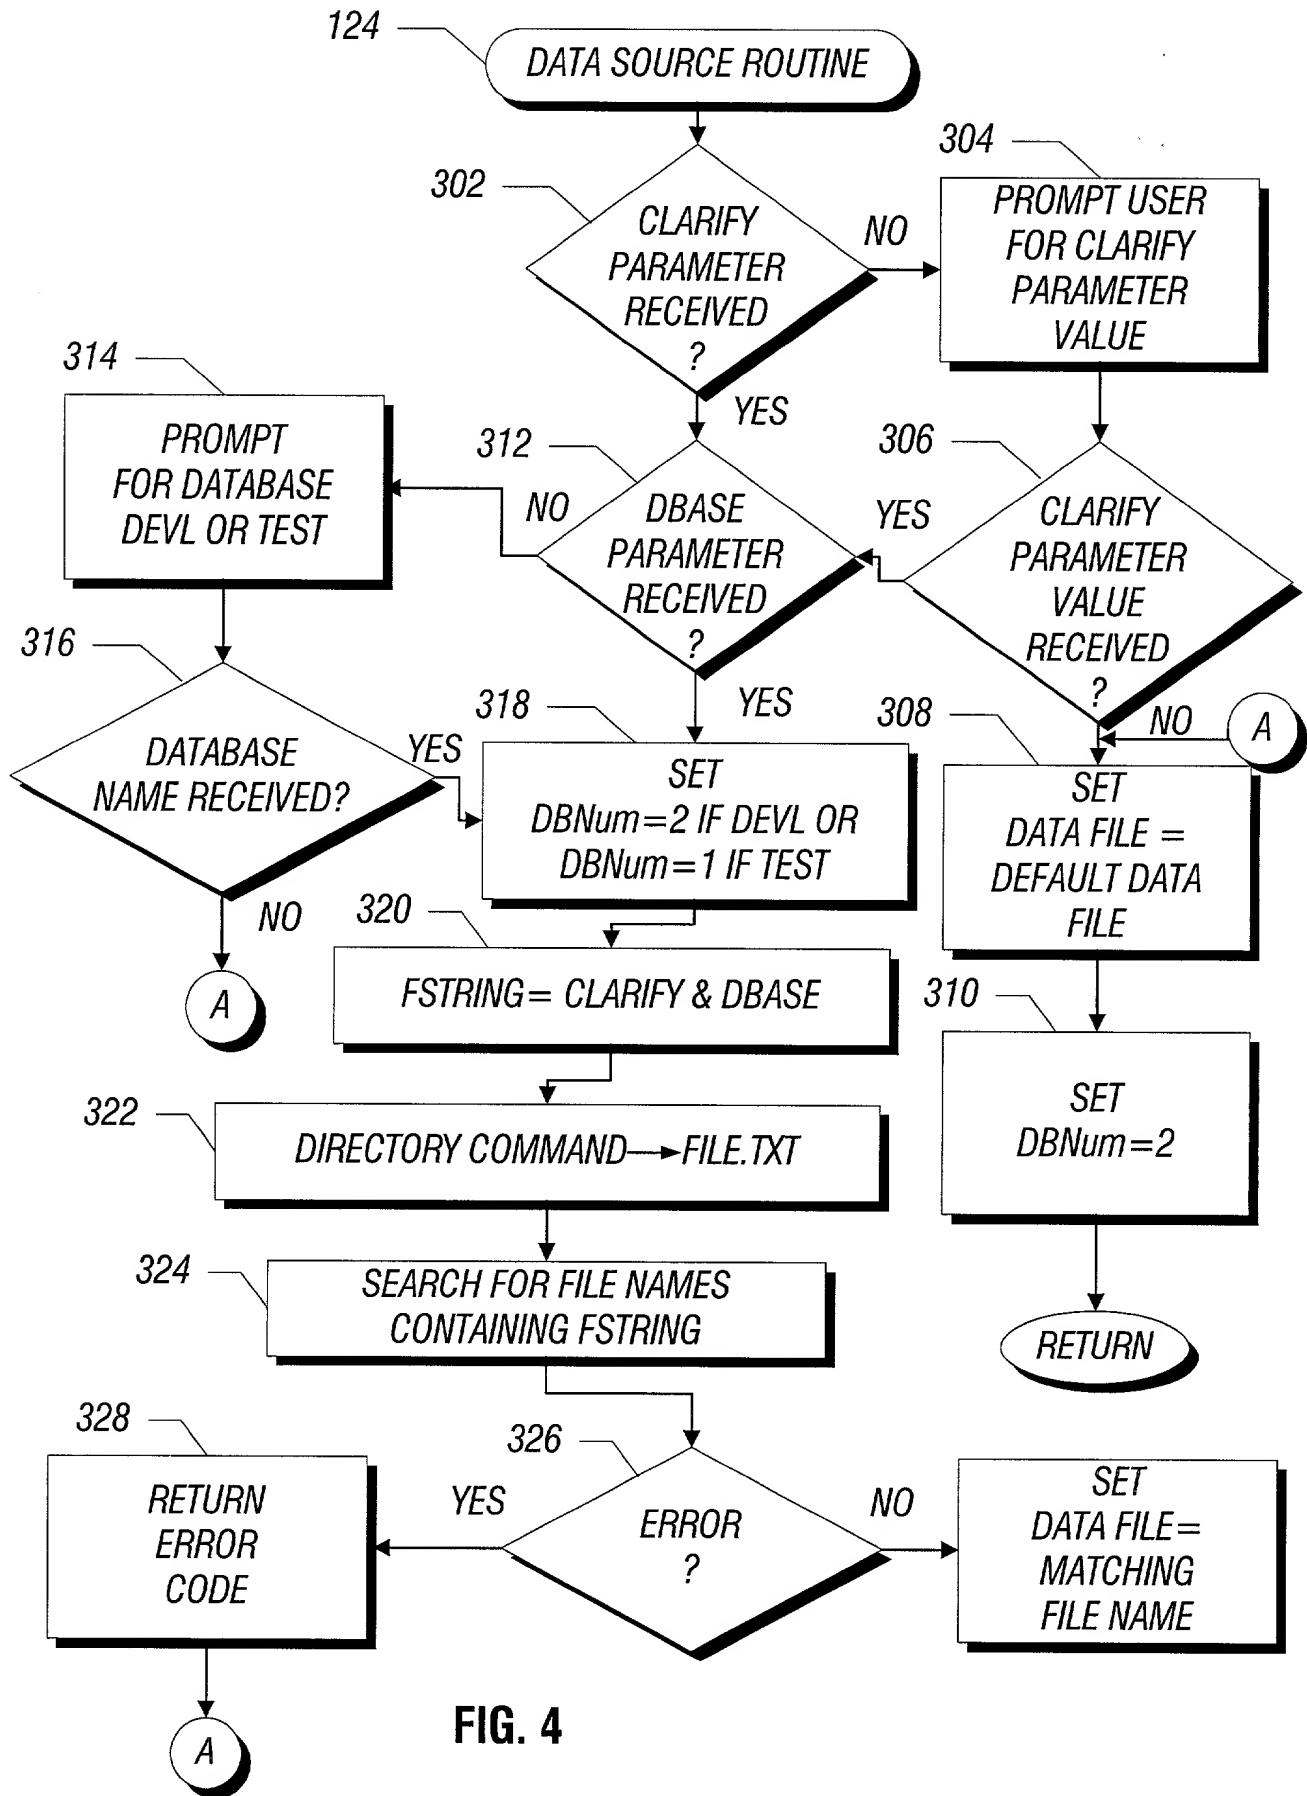 124
DATA SOURCE ROUTINE
302
CLARIFY
PARAMETER
RECEIVED
?
NO
304
PROMPT USER
FOR CLARIFY
PARAMETER
VALUE
YES
314
PROMPT
FOR DATABASE
DEVL OR TEST
312
DBASE
PARAMETER
RECEIVED
?
NO
YES
306
CLARIFY
PARAMETER
VALUE
RECEIVED
?
YES
NO
A
316
DATABASE
NAME RECEIVED?
YES
NO
A
318
SET
DBNum=2 IF DEVL OR
DBNum=1 IF TEST
308
SET
DATA FILE =
DEFAULT DATA
FILE
320
FSTRING= CLARIFY & DBASE
310
SET
DBNum=2
RETURN
322
DIRECTORY COMMAND→FILE.TXT
324
SEARCH FOR FILE NAMES
CONTAINING FSTRING
326
ERROR
?
YES
NO
328
RETURN
ERROR
CODE
A
SET
DATA FILE=
MATCHING
FILE NAME
FIG. 4